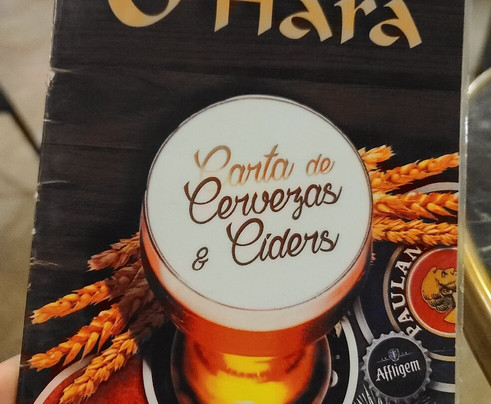 O'Hara
Carta de
Cervezas
& Ciders
PAULAN
Affligem